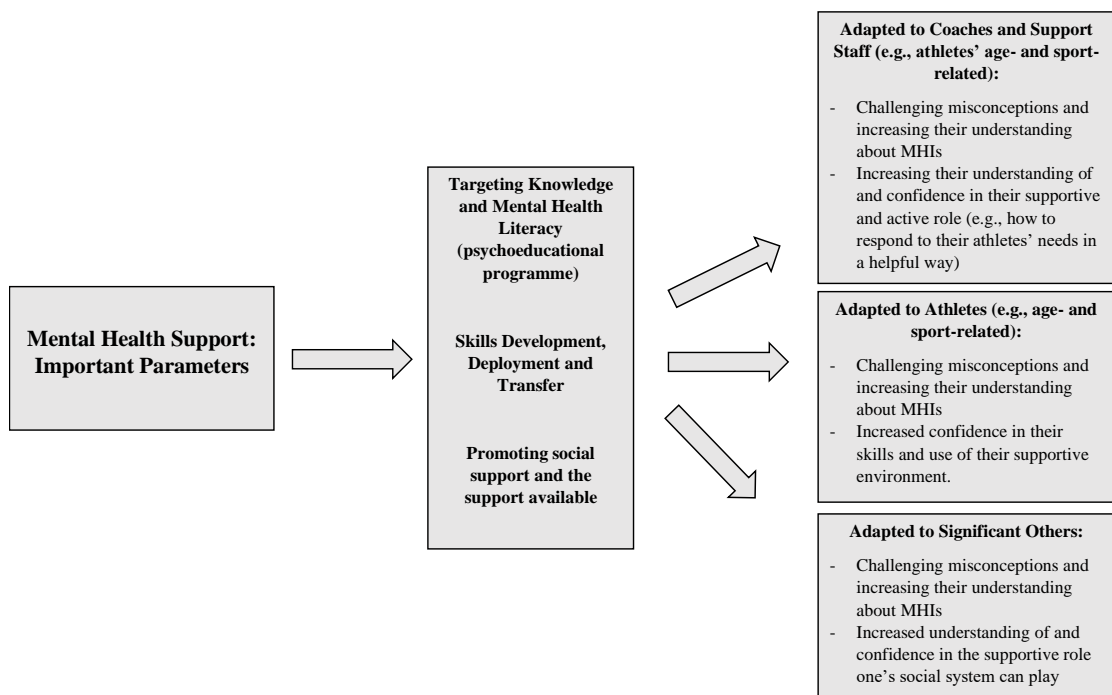 Mental Health Support:
Important Parameters
Targeting Knowledge
and Mental Health
Literacy
(psychoeducational
programme)
Skills Development,
Deployment and
Transfer
Promoting social
support and the
support available
Adapted to Coaches and Support
Staff (e.g., athletes’ age- and sport-
related):
- Challenging misconceptions and
increasing their understanding
about MHIs
- Increasing their understanding of
and confidence in their supportive
and active role (e.g., how to
respond to their athletes’ needs in
a helpful way)
Adapted to Athletes (e.g., age- and
sport-related):
- Challenging misconceptions and
increasing their understanding
about MHIs
- Increased confidence in their
skills and use of their supportive
environment.
Adapted to Significant Others:
- Challenging misconceptions and
increasing their understanding
about MHIs
- Increased understanding of and
confidence in the supportive role
one’s social system can play